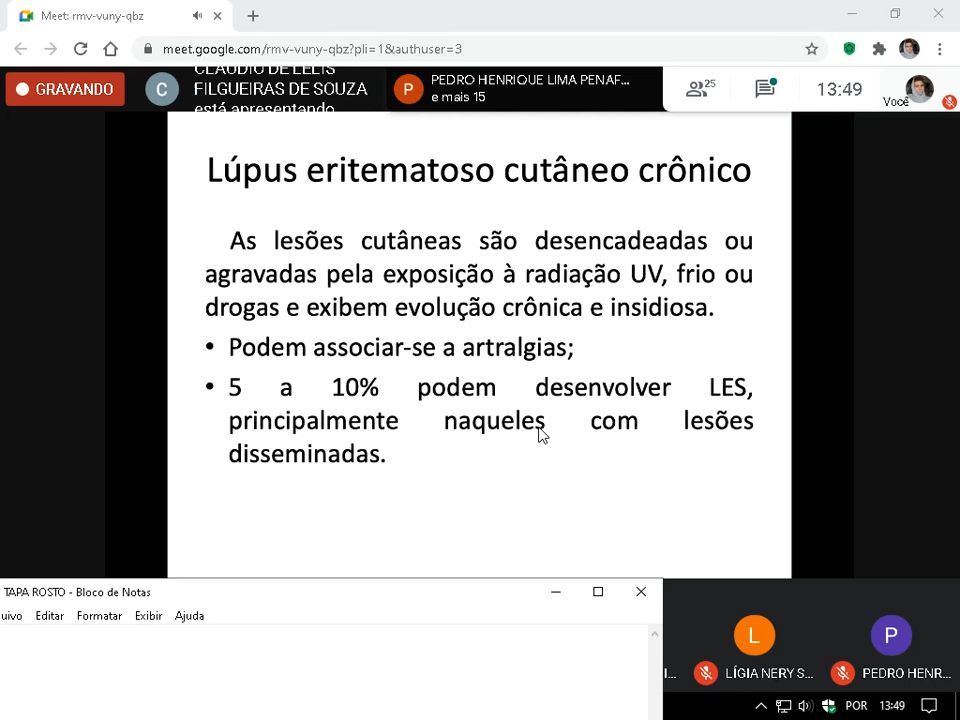 Meet: rmv-vuny-qbz
meet.google.com/rmv-vuny-qbz?pli=1&authuser=3
GRAVANDO
C
CLAUDIO DE LELIS
FILGUEIRAS DE SOUZA
está apresentando
P
PEDRO HENRIQUE LIMA PENAF...
e mais 15
25
13:49
Você
Lúpus eritematoso cutâneo crônico
As lesões cutâneas são desencadeadas ou
agravadas pela exposição à radiação UV, frio ou
drogas e exibem evolução crônica e insidiosa.
• Podem associar-se a artralgias;
• 5 a 10% podem desenvolver LES,
principalmente naqueles com lesões
disseminadas.
TAPA ROSTO - Bloco de Notas
uivo Editar Formatar Exibir Ajuda
L
P
I...
LÍGIA NERY S...
PEDRO HENR...
POR 13:49